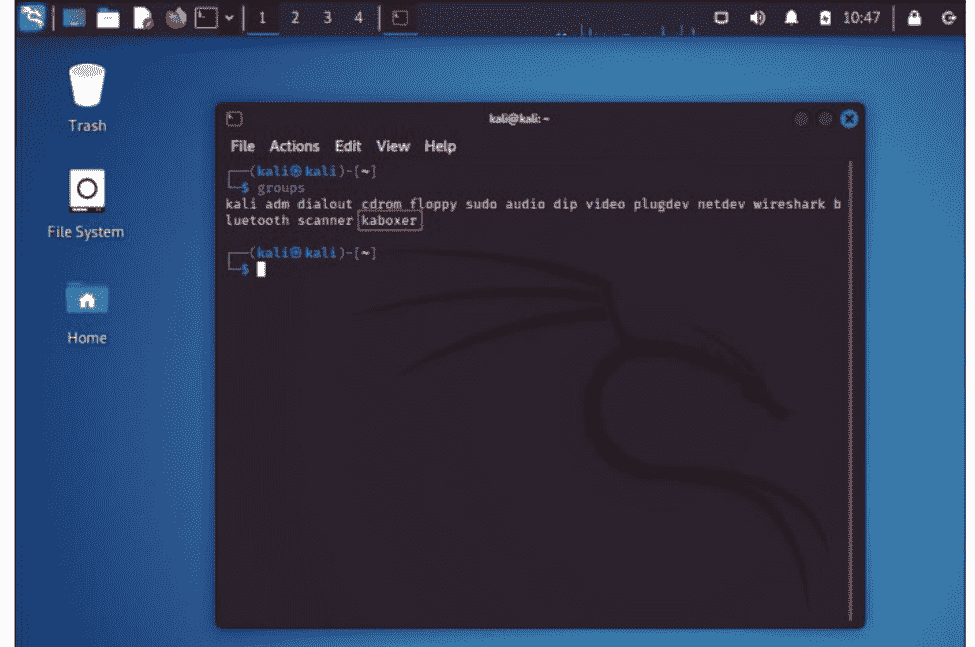 1 2 3 4 10:47
Trash
File System
Home
kali@kali: ~
File Actions Edit View Help
(kali㉿kali)-[~]
$ groups
kali adm dialout cdrom floppy sudo audio dip video plugdev netdev wireshark b
luetooth scanner kaboxer
(kali㉿kali)-[~]
$